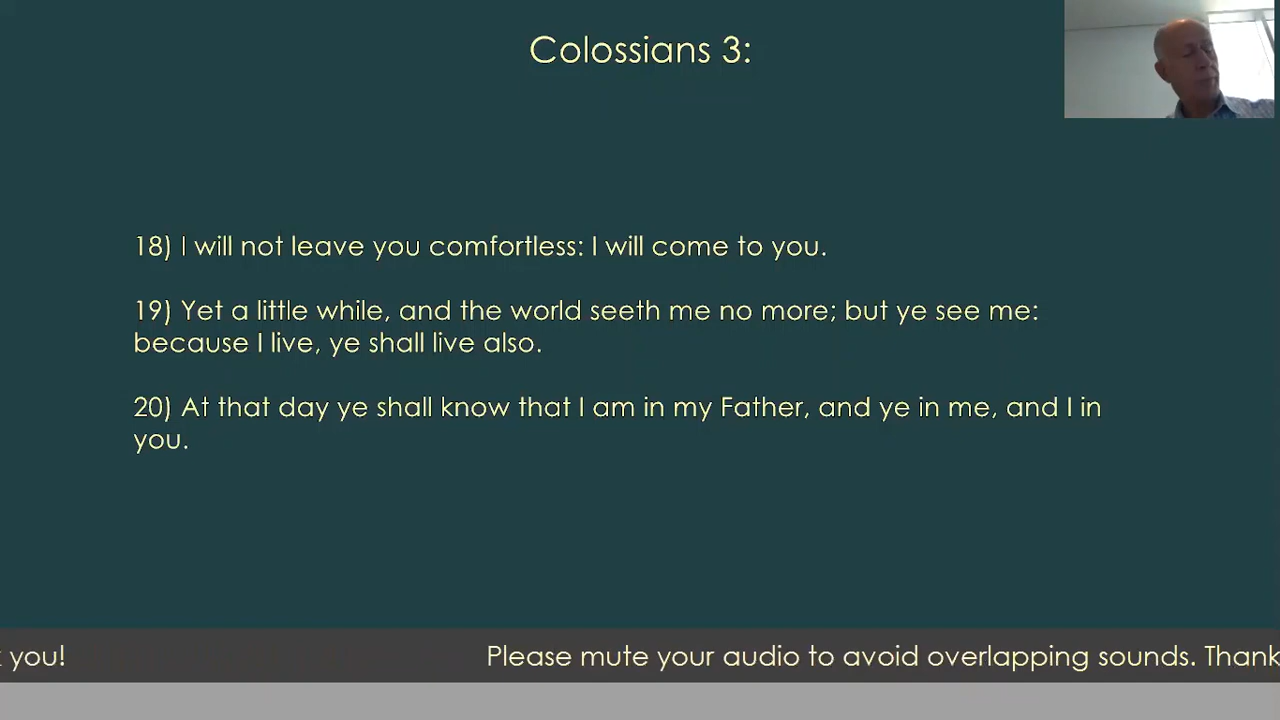 Colossians 3:
18) I will not leave you comfortless: I will come to you.
19) Yet a little while, and the world seeth me no more; but ye see me:
because I live, ye shall live also.
20) At that day ye shall know that I am in my Father, and ye in me, and I in
you.
you! Please mute your audio to avoid overlapping sounds. Thank